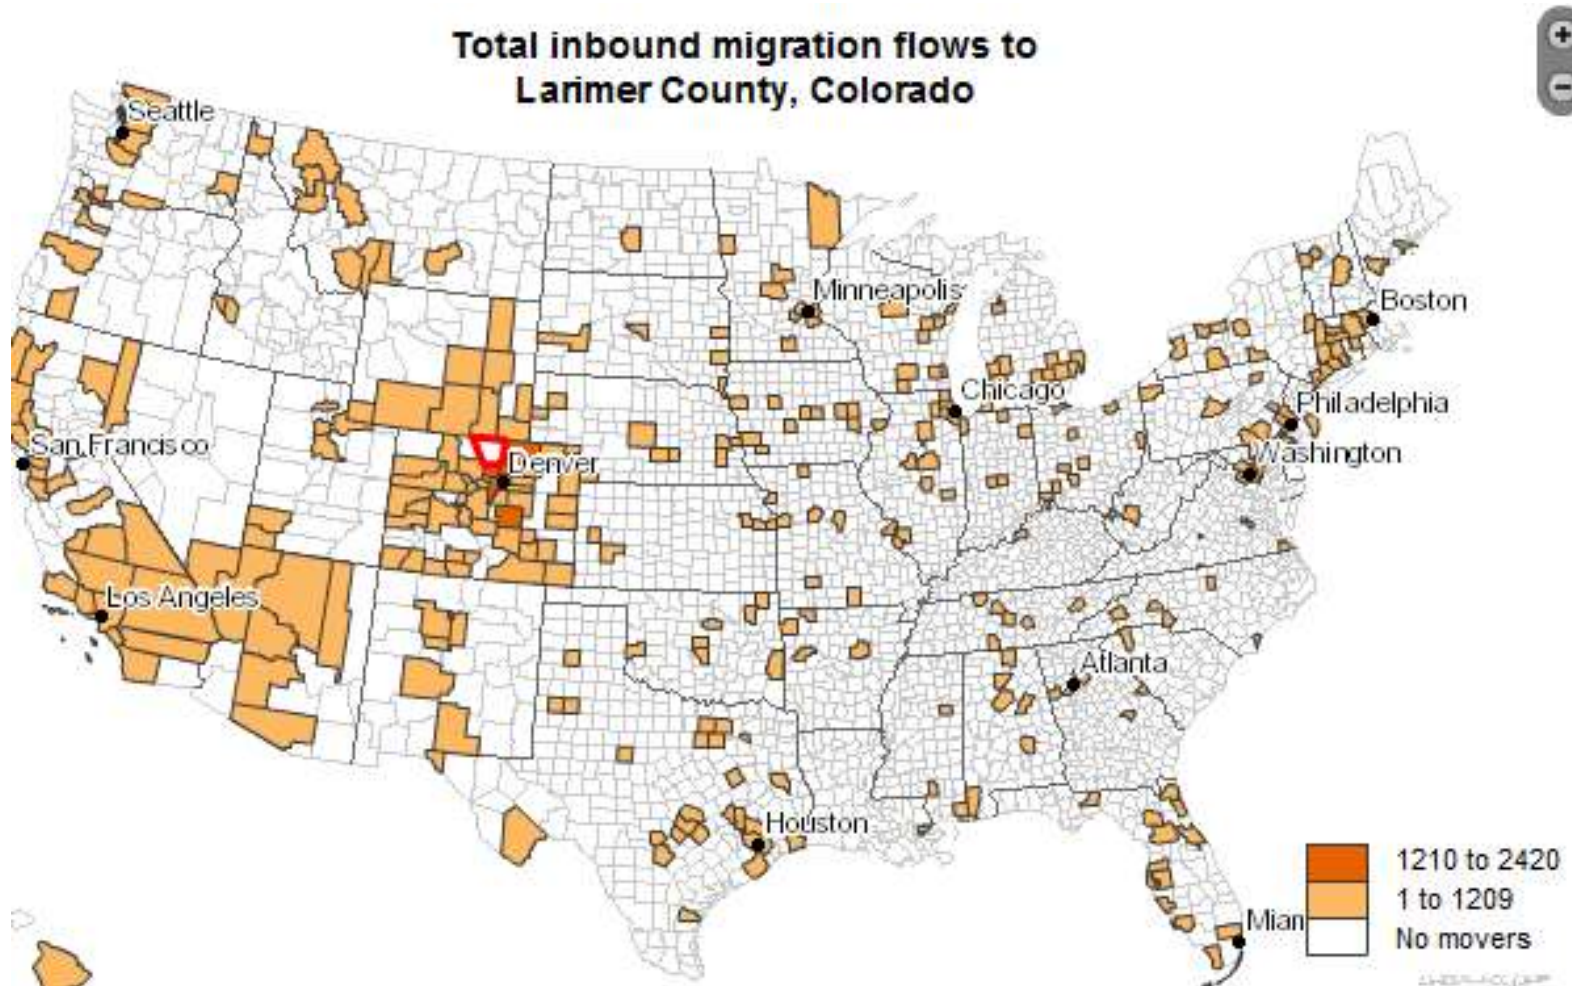 Total inbound migration flows to
Larimer County, Colorado
+
−
Seattle
Minneapolis
Boston
Chicago
Philadelphia
San Francisco
Denver
Washington
Los Angeles
Atlanta
Houston
1210 to 2420
1 to 1209
Mian
No movers